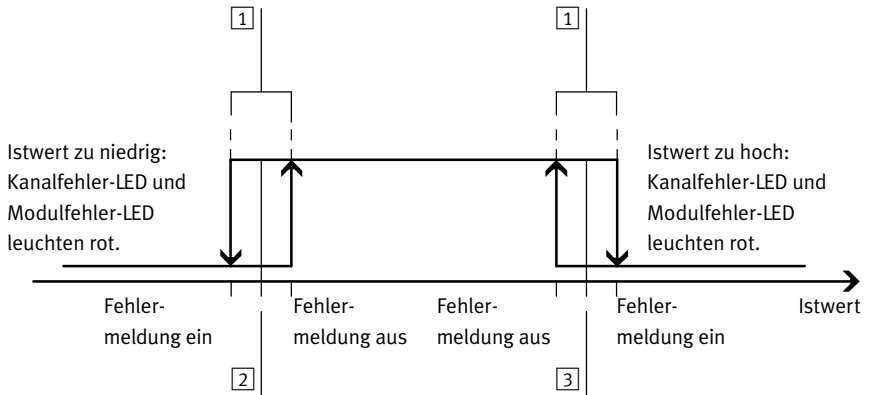 1
1
Istwert zu niedrig:
Kanalfehler-LED und
Modulfehler-LED
leuchten rot.
Istwert zu hoch:
Kanalfehler-LED und
Modulfehler-LED
leuchten rot.
Fehler-
meldung ein
Fehler-
meldung aus
Fehler-
meldung aus
Fehler-
meldung ein
Istwert
2
3